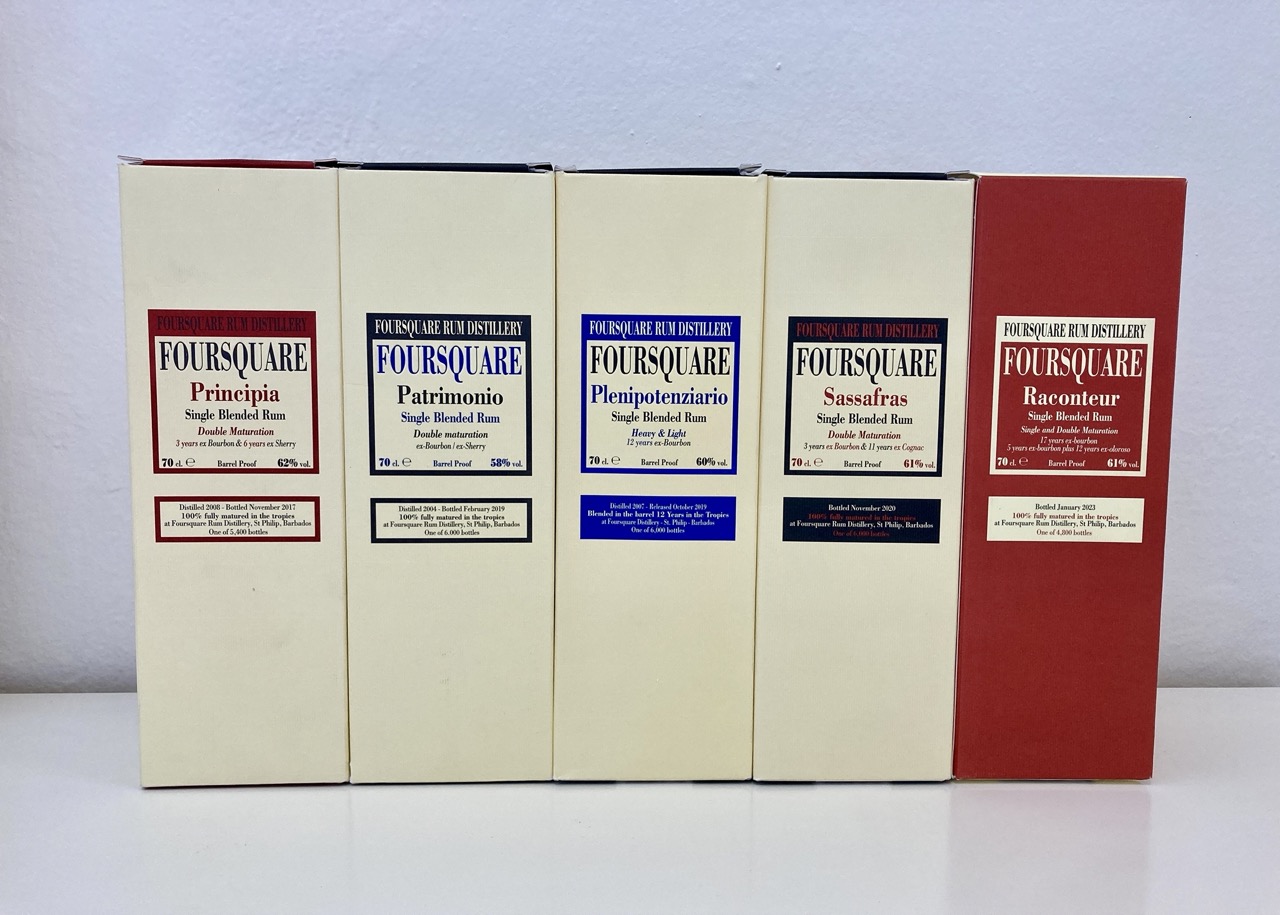 FOURSQUARE RUM DISTILLERY
FOURSQUARE
Principia
Single Blended Rum
Double Maturation
3 years ex Bourbon & 6 years ex Sherry
70 cl. ℮ Barrel Proof 62% vol.
Distilled 2008 - Bottled November 2017
100% fully matured in the tropics
at Foursquare Rum Distillery, St Philip, Barbados
One of 5,400 bottles
FOURSQUARE RUM DISTILLERY
FOURSQUARE
Patrimonio
Single Blended Rum
Double maturation
ex-Bourbon / ex-Sherry
70 cl. ℮ Barrel Proof 58% vol.
Distilled 2004 - Bottled February 2019
100% fully matured in the tropics
at Foursquare Rum Distillery, St Philip, Barbados
One of 6.000 bottles
FOURSQUARE RUM DISTILLERY
FOURSQUARE
Plenipotenziario
Single Blended Rum
Heavy & Light
12 years ex-Bourbon
70 cl. ℮ Barrel Proof 60% vol.
Distilled 2007 - Released October 2019
Blended in the barrel 12 Years in the Tropics
at Foursquare Distillery - St. Philip - Barbados
One of 6,000 bottles
FOURSQUARE RUM DISTILLERY
FOURSQUARE
Sassafras
Single Blended Rum
Double Maturation
3 years ex Bourbon & 11 years ex Cognac
70 cl. ℮ Barrel Proof 61% vol.
Bottled November 2020
100% fully matured in the tropics
at Foursquare Rum Distillery, St Philip, Barbados
One of 6,000 bottles
FOURSQUARE RUM DISTILLERY
FOURSQUARE
Raconteur
Single Blended Rum
Single and Double Maturation
17 years ex-bourbon
5 years ex-bourbon plus 12 years ex-oloroso
70 cl. ℮ Barrel Proof 61% vol.
Bottled January 2023
100% fully matured in the tropics
at Foursquare Rum Distillery, St Philip, Barbados
One of 4,800 bottles